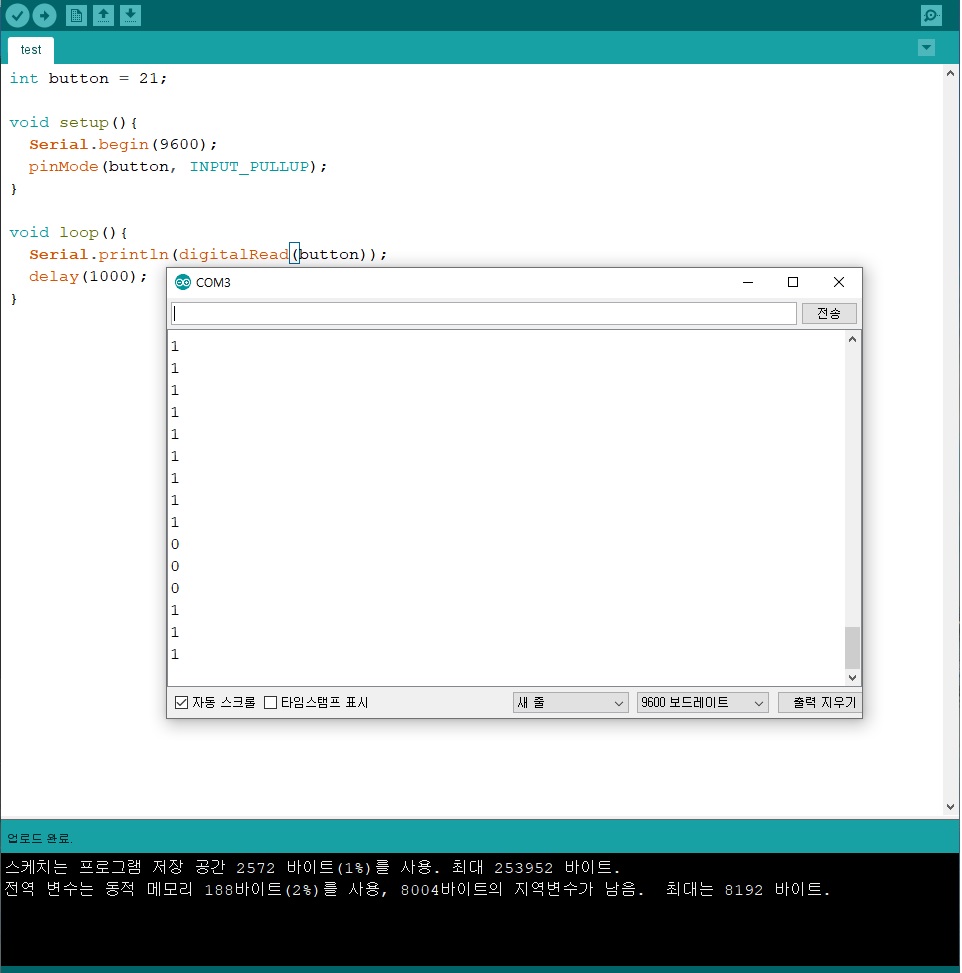 test
int button = 21;
void setup(){
  Serial.begin(9600);
  pinMode(button, INPUT_PULLUP);
}
void loop(){
  Serial.println(digitalRead(button));
  delay(1000);
}
COM3
전송
1
1
1
1
1
1
1
1
1
0
0
0
1
1
1
자동 스크롤 타임스탬프 표시 새 줄 9600 보드레이트 출력 지우기
업로드 완료.
스케치는 프로그램 저장 공간 2572 바이트(1%)를 사용. 최대 253952 바이트.
전역 변수는 동적 메모리 188바이트(2%)를 사용, 8004바이트의 지역변수가 남음.  최대는 8192 바이트.